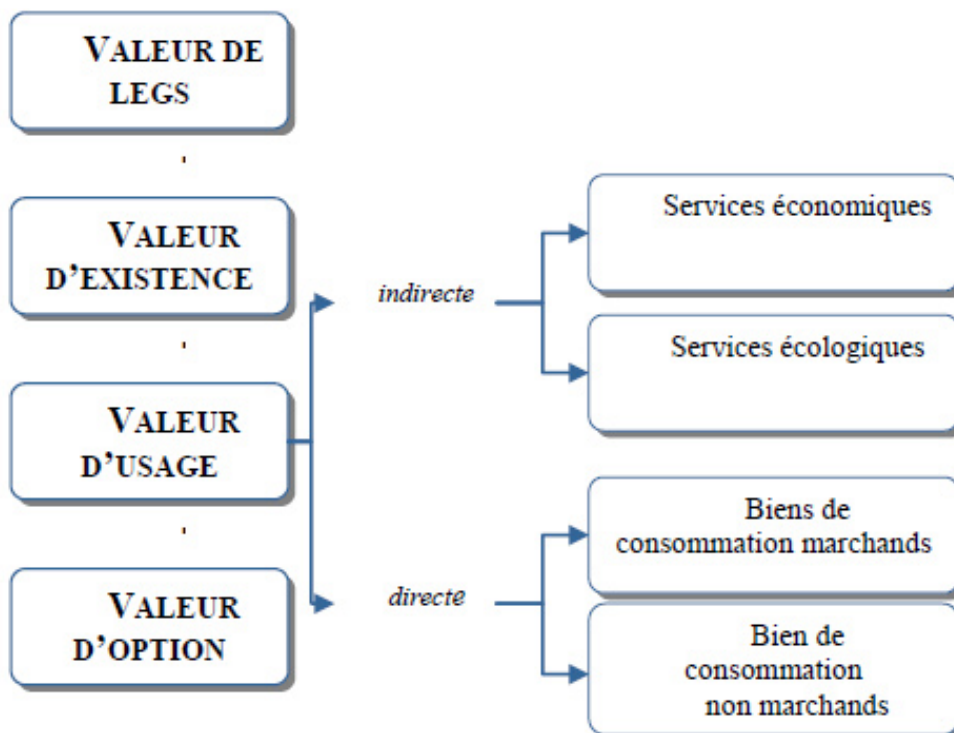 VALEUR DE
LEGS
VALEUR
D’EXISTENCE
VALEUR
D’USAGE
VALEUR
D’OPTION
indirecte
directe
Services économiques
Services écologiques
Biens de
consommation marchands
Bien de
consommation
non marchands